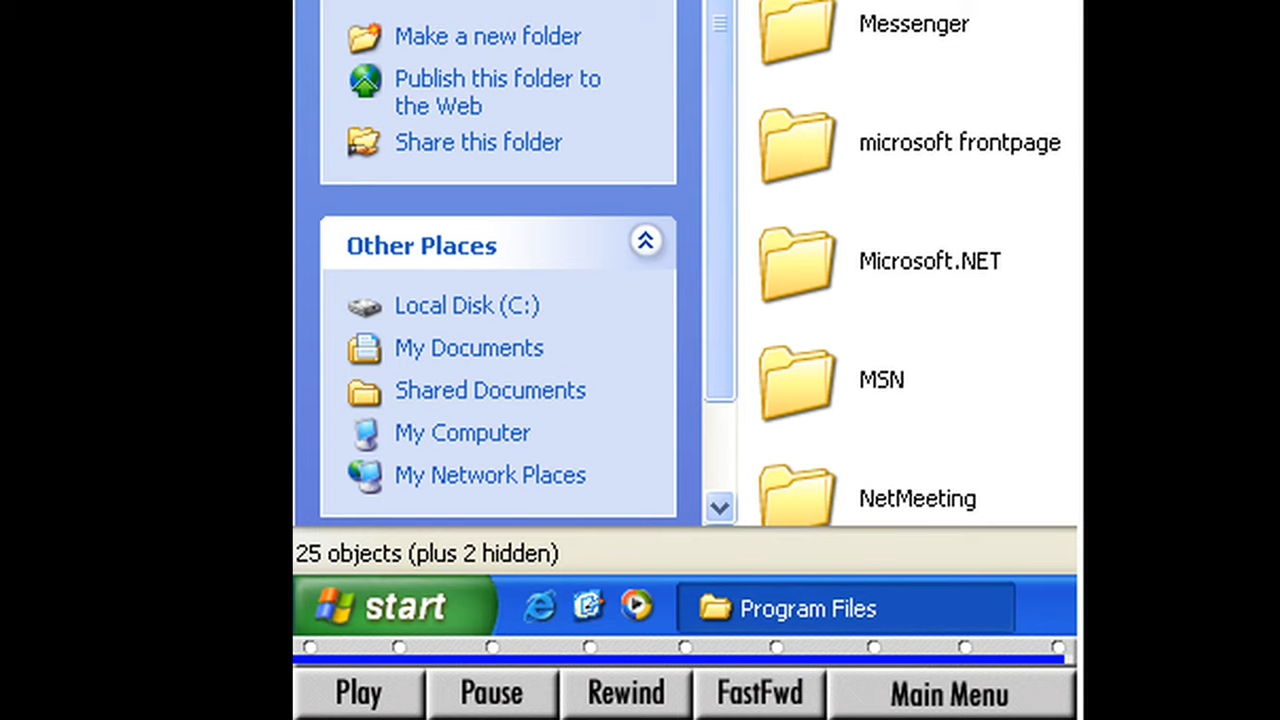 Make a new folder
Publish this folder to
the Web
Share this folder
Other Places
Local Disk (C:)
My Documents
Shared Documents
My Computer
My Network Places
Messenger
microsoft frontpage
Microsoft.NET
MSN
NetMeeting
25 objects (plus 2 hidden)
start
Program Files
Play
Pause
Rewind
FastFwd
Main Menu